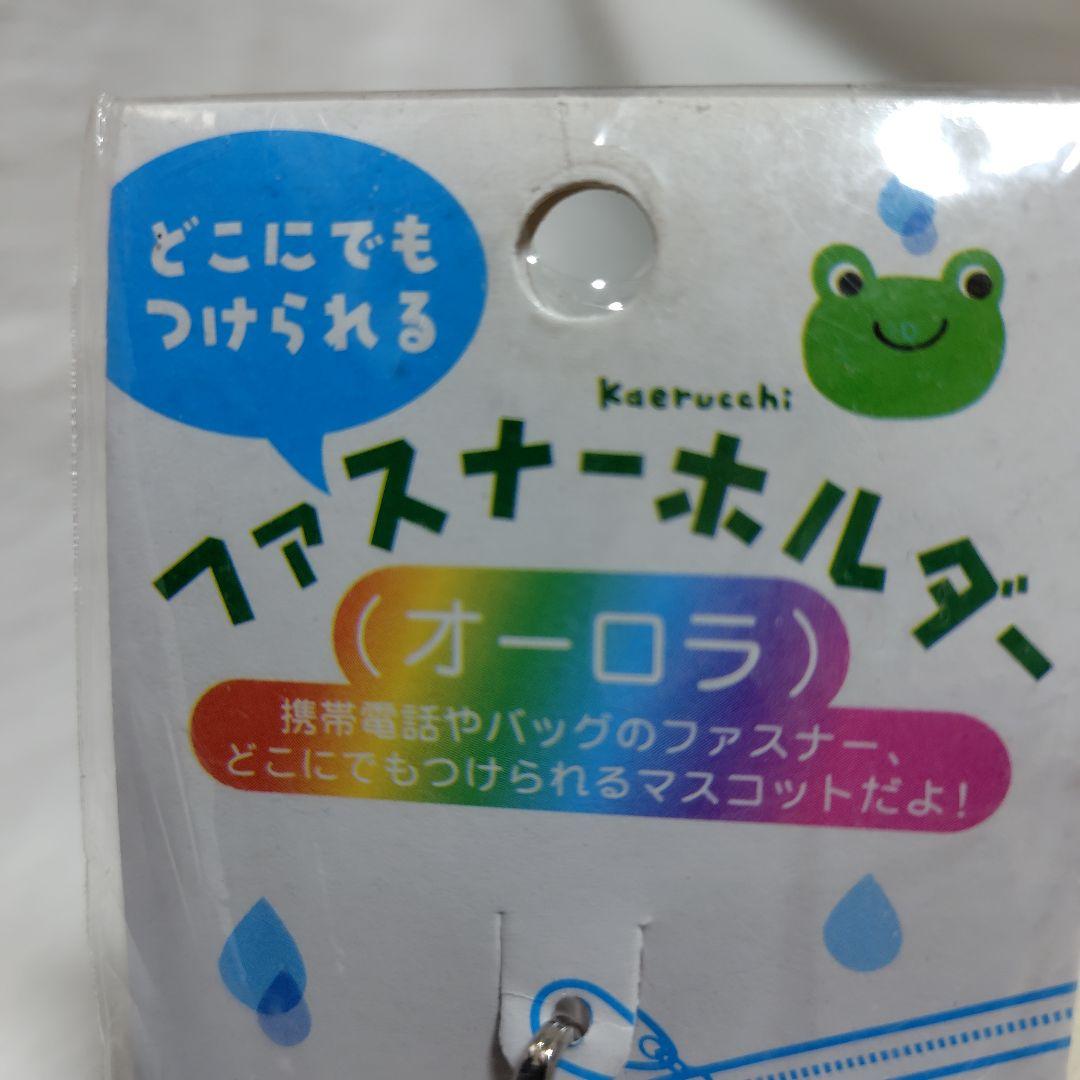 どこにでも
つけられる
Kaerucchi
ファスナーホルダー
(オーロラ)
携帯電話やバッグのファスナー、
どこにでもつけられるマスコットだよ!